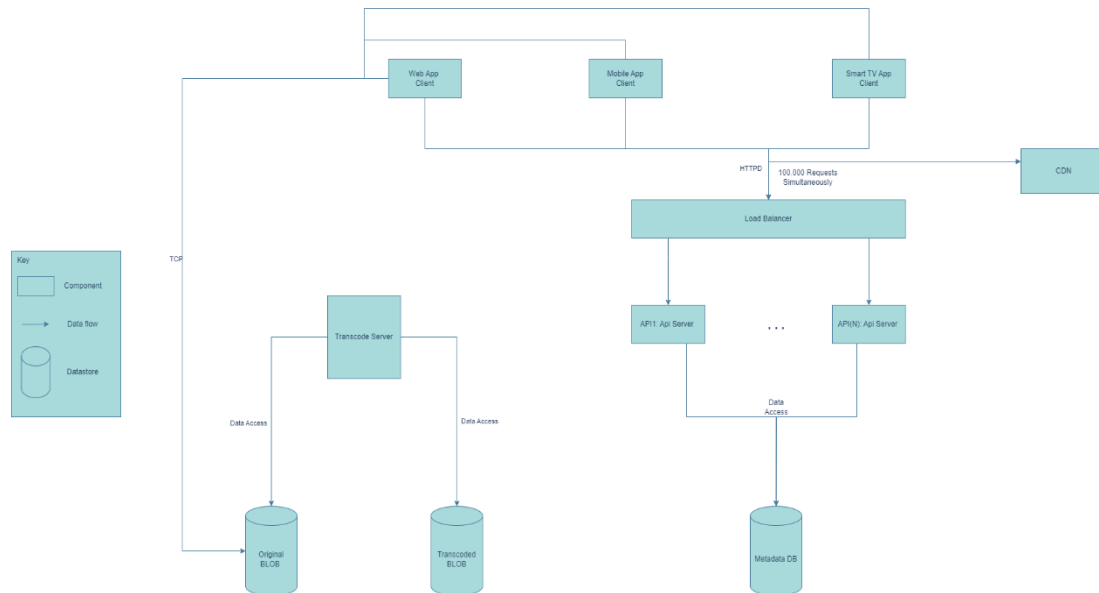 Web App
Client
Mobile App
Client
Smart TV App
Client
HTTPD
100.000 Requests
Simultaneously
CDN
Load Balancer
TCP
Key
Component
Data flow
Datastore
Transcode Server
API1: Api Server
...
API(N): Api Server
Data Access
Data Access
Data
Access
Original
BLOB
Transcoded
BLOB
Metadata DB